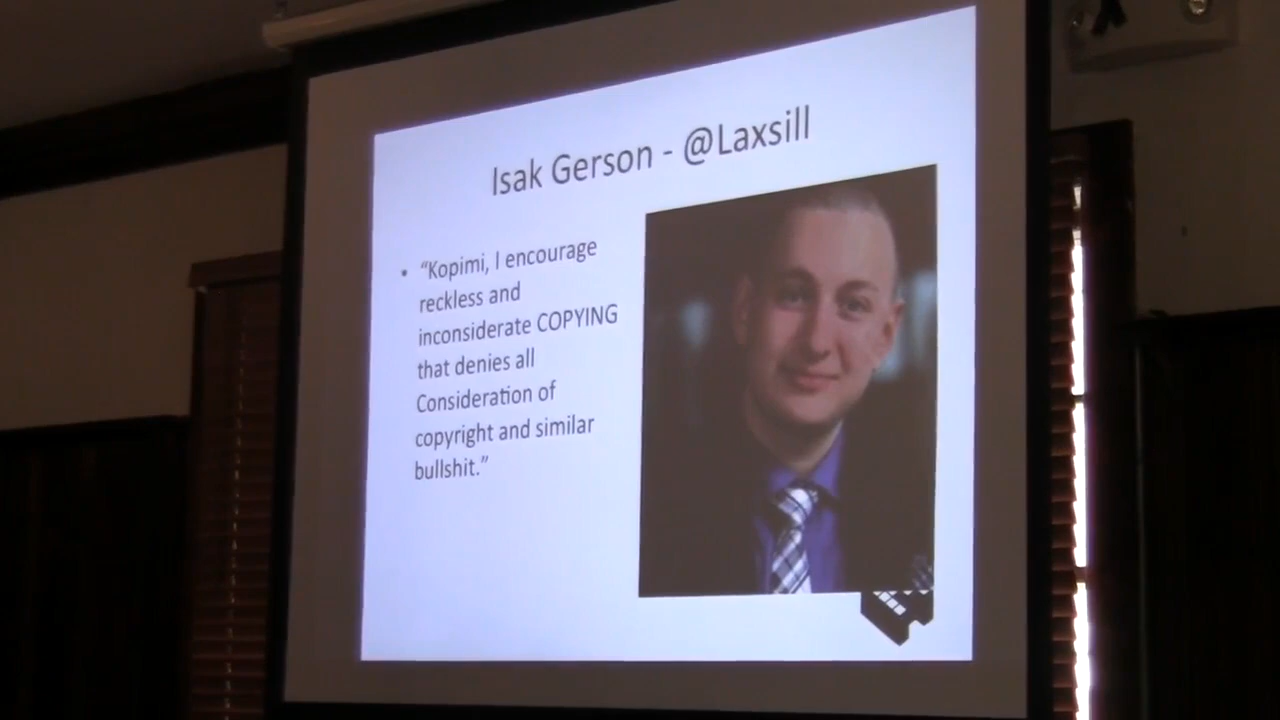 Isak Gerson - @Laxsill
• “Kopimi, I encourage
reckless and
inconsiderate COPYING
that denies all
Consideration of
copyright and similar
bullshit.”